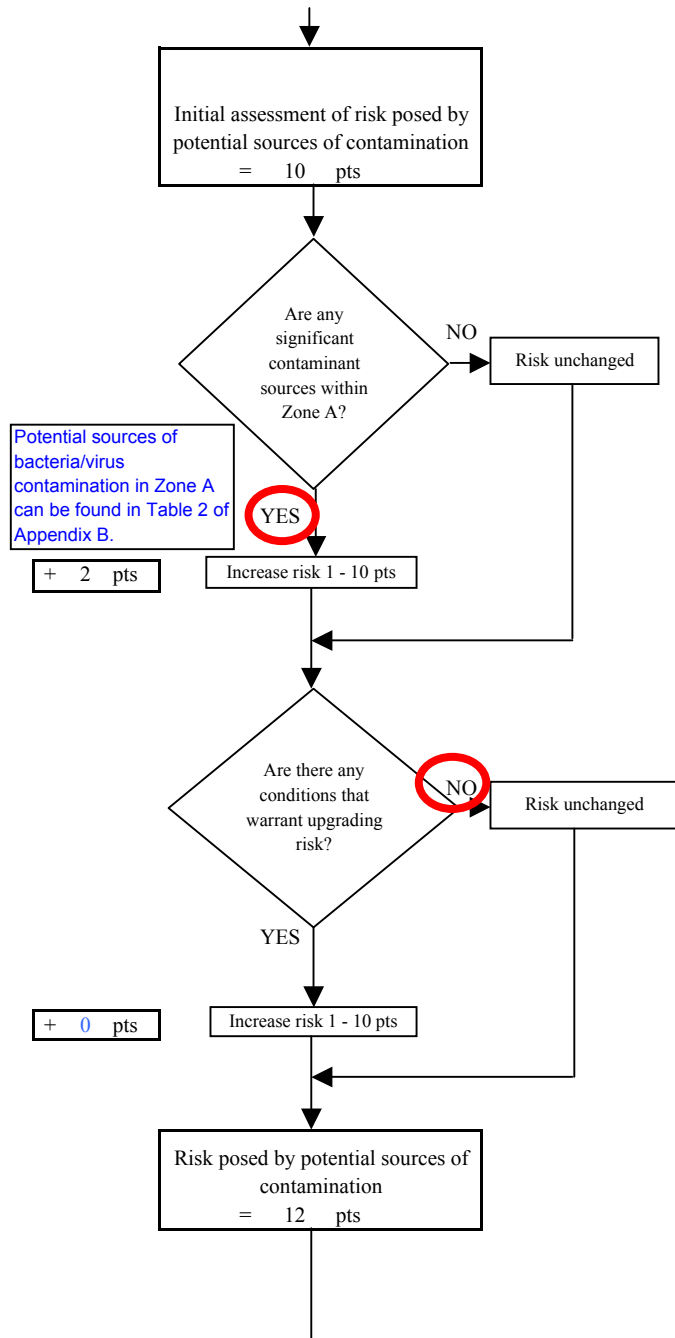 Initial assessment of risk posed by
potential sources of contamination
= 10 pts
Are any
significant
contaminant
sources within
Zone A?
NO
Risk unchanged
Potential sources of
bacteria/virus
contamination in Zone A
can be found in Table 2 of
Appendix B.
YES
+ 2 pts
Increase risk 1 - 10 pts
Are there any
conditions that
warrant upgrading
risk?
NO
Risk unchanged
YES
+ 0 pts
Increase risk 1 - 10 pts
Risk posed by potential sources of
contamination
= 12 pts